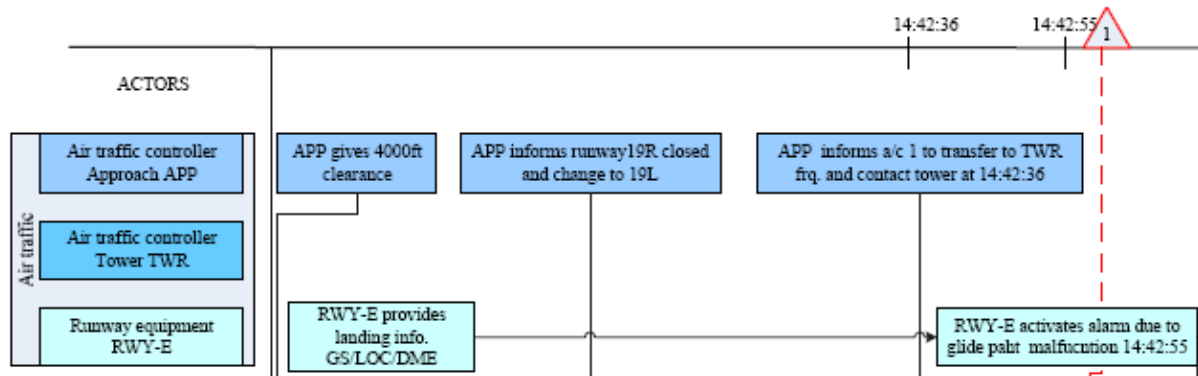 14:42:36
14:42:55
1
ACTORS
Air traffic
Air traffic controller
Approach APP
APP gives 4000ft
clearance
APP informs runway19R closed
and change to 19L
APP informs a/c 1 to transfer to TWR
frq. and contact tower at 14:42:36
Air traffic controller
Tower TWR
Runway equipment
RWY-E
RWY-E provides
landing info.
GS/LOC/DME
RWY-E activates alarm due to
glide paht malfucntion 14:42:55